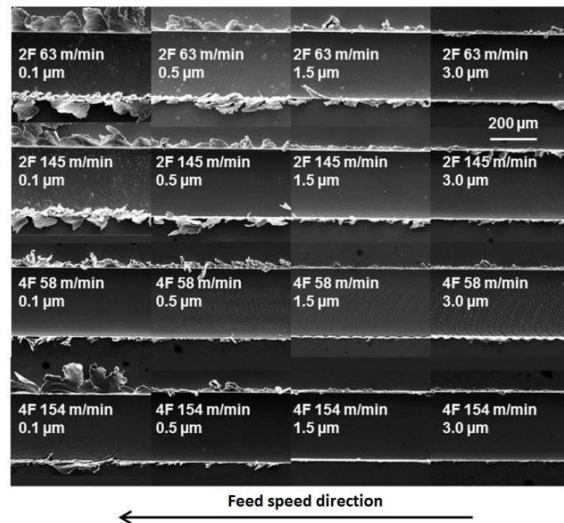 2F 63 m/min 2F 63 m/min 2F 63 m/min 2F 63 m/min
0.1 µm 0.5 µm 1.5 µm 3.0 µm
200 µm
2F 145 m/min 2F 145 m/min 2F 145 m/min 2F 145 m/min
0.1 µm 0.5 µm 1.5 µm 3.0 µm
4F 58 m/min 4F 58 m/min 4F 58 m/min 4F 58 m/min
0.1 µm 0.5 µm 1.5 µm 3.0 µm
4F 154 m/min 4F 154 m/min 4F 154 m/min 4F 154 m/min
0.1 µm 0.5 µm 1.5 µm 3.0 µm
Feed speed direction